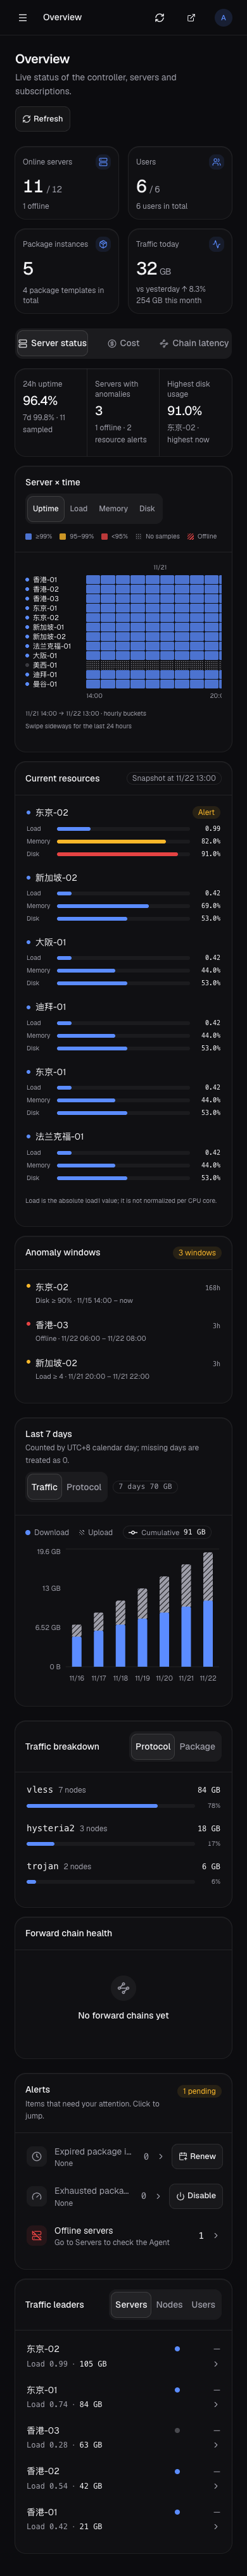 Overview
A
Overview
Live status of the controller, servers and
subscriptions.
Refresh
Online servers
11 / 12
1 offline
Users
6 / 6
6 users in total
Package instances
5
4 package templates in
total
Traffic today
32 GB
vs yesterday ↑ 8.3%
254 GB this month
Server status
Cost
Chain latency
24h uptime
96.4%
7d 99.8% · 11
sampled
Servers with
anomalies
3
1 offline · 2
resource alerts
Highest disk
usage
91.0%
东京-02 ·
highest now
Server × time
Uptime Load Memory Disk
≥99% 95–99% <95% No samples Offline
11/21
香港-01
香港-02
香港-03
东京-01
东京-02
新加坡-01
新加坡-02
法兰克福-01
大阪-01
美西-01
迪拜-01
曼谷-01
14:00 20:0
11/21 14:00 → 11/22 13:00 · hourly buckets
Swipe sideways for the last 24 hours
Current resources
Snapshot at 11/22 13:00
东京-02 Alert
Load 0.99
Memory 82.0%
Disk 91.0%
新加坡-02
Load 0.42
Memory 69.0%
Disk 53.0%
大阪-01
Load 0.42
Memory 44.0%
Disk 53.0%
迪拜-01
Load 0.42
Memory 44.0%
Disk 53.0%
东京-01
Load 0.42
Memory 44.0%
Disk 53.0%
法兰克福-01
Load 0.42
Memory 44.0%
Disk 53.0%
Load is the absolute load1 value; it is not normalized per CPU core.
Anomaly windows 3 windows
东京-02 168h
Disk ≥ 90% · 11/15 14:00 – now
香港-03 3h
Offline · 11/22 06:00 – 11/22 08:00
新加坡-02 3h
Load ≥ 4 · 11/21 20:00 – 11/21 22:00
Last 7 days
Counted by UTC+8 calendar day; missing days are
treated as 0.
Traffic Protocol 7 days 70 GB
Download Upload Cumulative 91 GB
19.6 GB
13 GB
6.52 GB
0 B
11/16 11/17 11/18 11/19 11/20 11/21 11/22
Traffic breakdown Protocol Package
vless 7 nodes 84 GB
78%
hysteria2 3 nodes 18 GB
17%
trojan 2 nodes 6 GB
6%
Forward chain health
No forward chains yet
Alerts 1 pending
Items that need your attention. Click to
jump.
Expired package i... 0 Renew
None
Exhausted packa... 0 Disable
None
Offline servers 1
Go to Servers to check the Agent
Traffic leaders Servers Nodes Users
东京-02 —
Load 0.99 · 105 GB
东京-01 —
Load 0.74 · 84 GB
香港-03 —
Load 0.28 · 63 GB
香港-02 —
Load 0.54 · 42 GB
香港-01 —
Load 0.42 · 21 GB